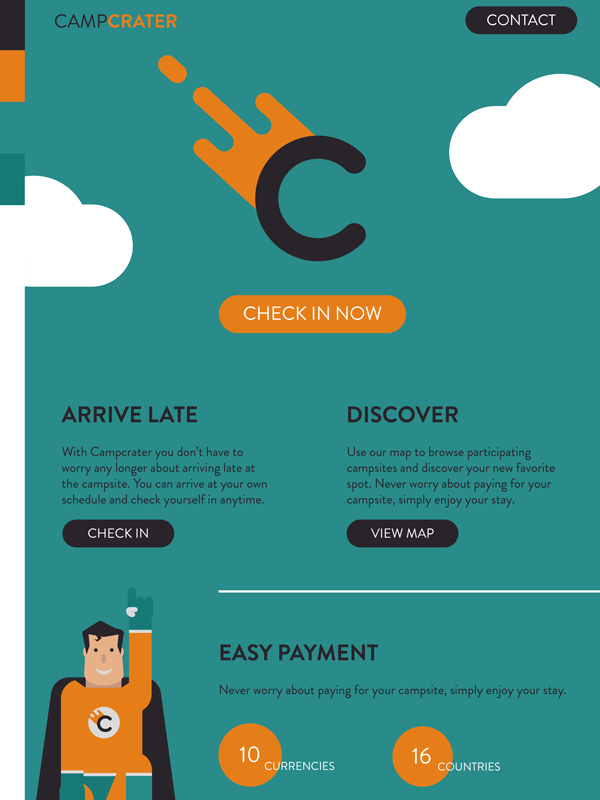 CAMPCRATER
CONTACT
C
CHECK IN NOW
ARRIVE LATE
With Campcrater you don't have to
worry any longer about arriving late at
the campsite. You can arrive at your own
schedule and check yourself in anytime.
CHECK IN
DISCOVER
Use our map to browse participating
campsites and discover your new favorite
spot. Never worry about paying for your
campsite, simply enjoy your stay.
VIEW MAP
EASY PAYMENT
Never worry about paying for your campsite, simply enjoy your stay.
C
10 CURRENCIES
16 COUNTRIES